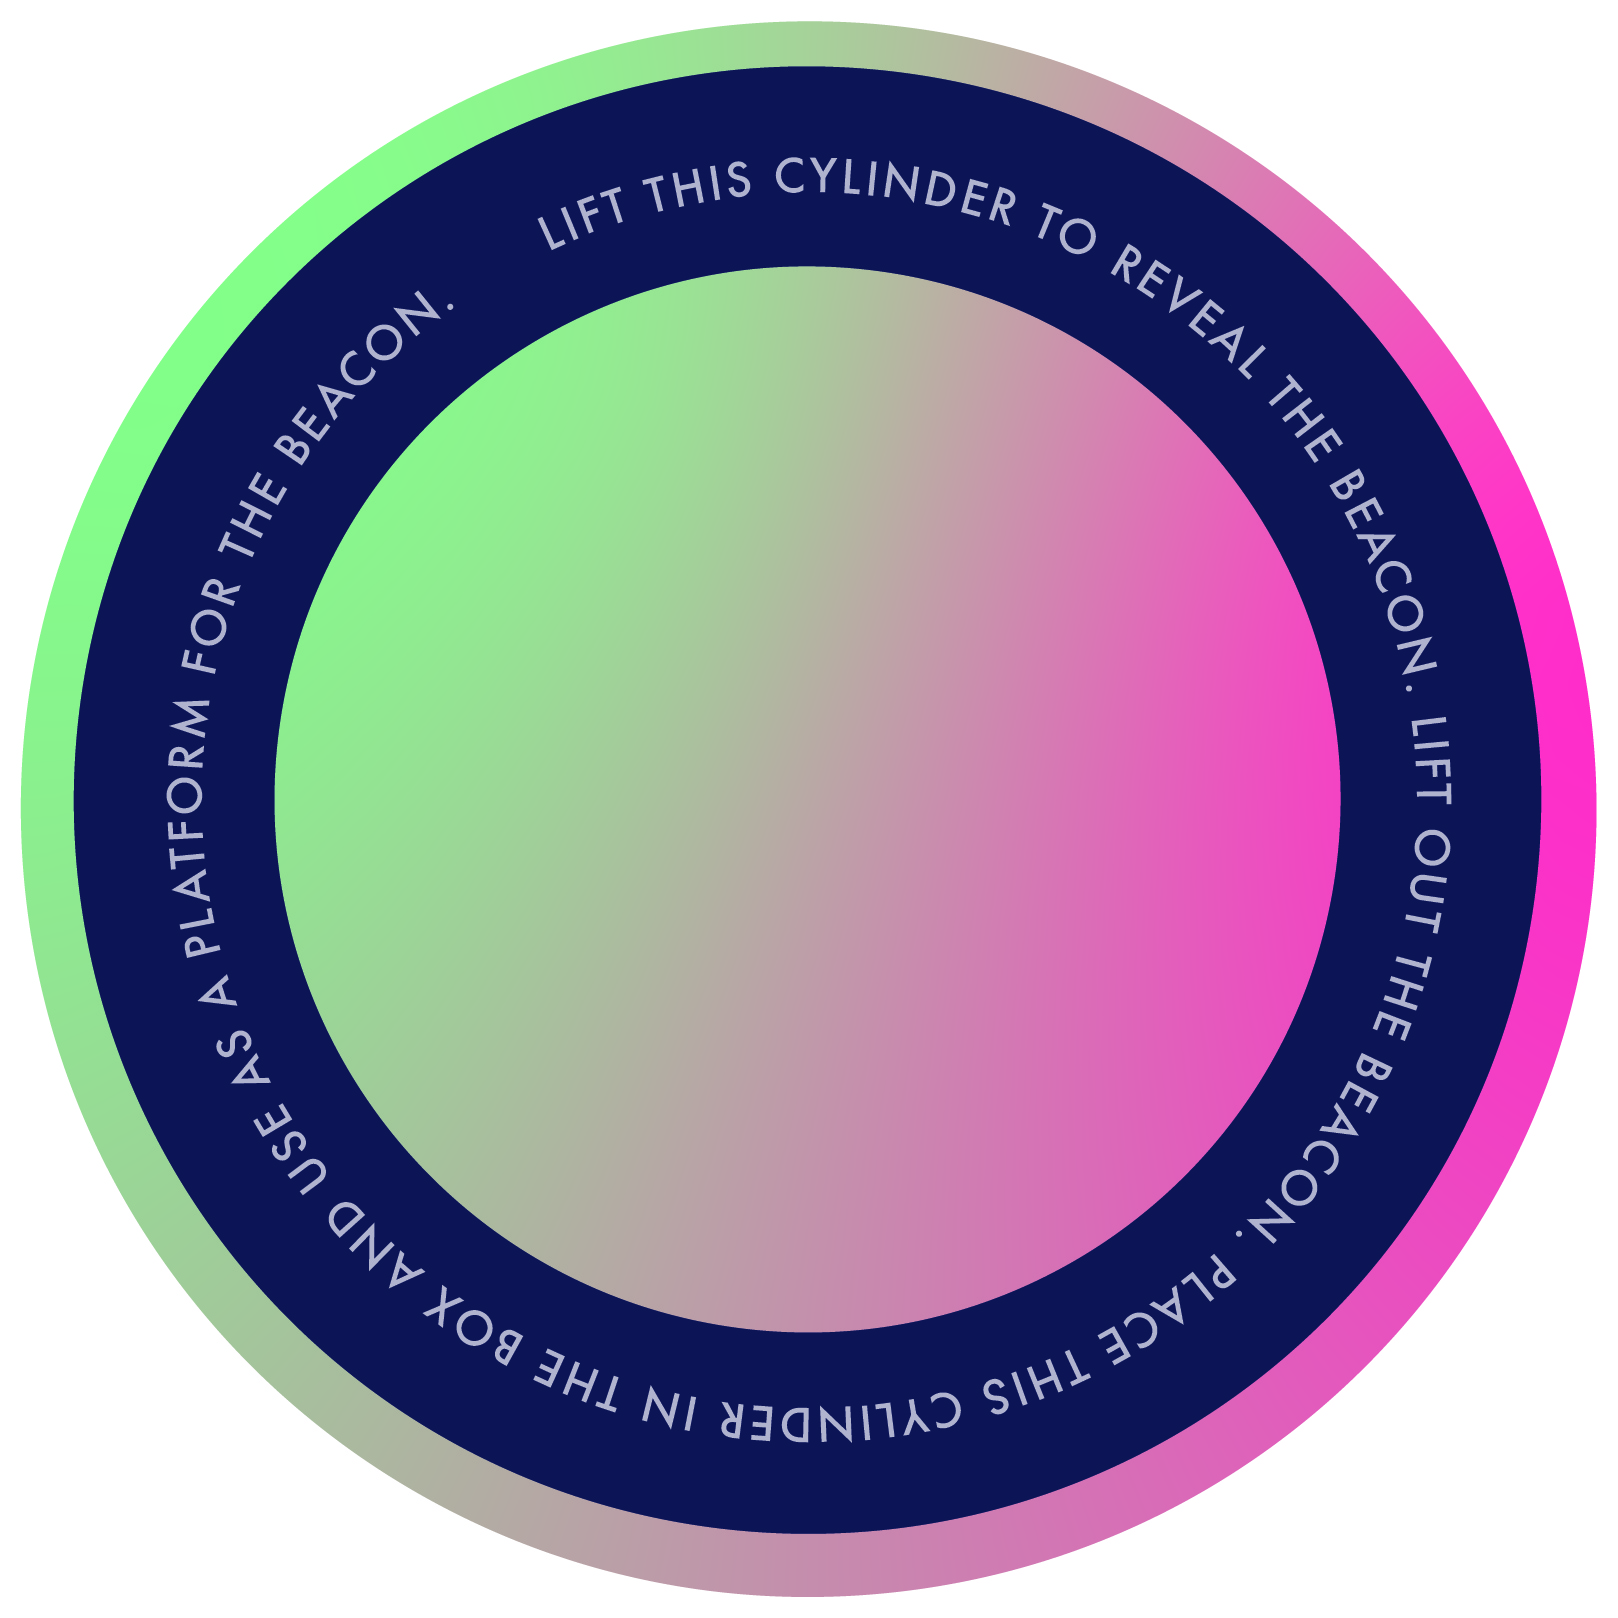 LIFT THIS CYLINDER TO REVEAL THE BEACON. LIFT OUT THE BEACON. PLACE THIS CYLINDER IN THE BOX AND USE AS A PLATFORM FOR THE BEACON.